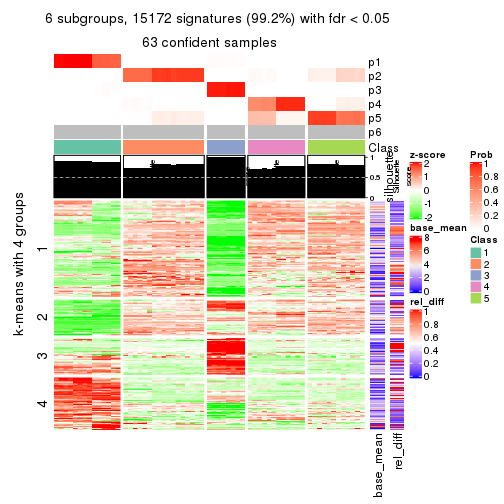 6 subgroups, 15172 signatures (99.2%) with fdr < 0.05
63 confident samples
p1
p2
p3
p4
p5
p6
Class
1
0.5
0
silhouette
Silhouette
score
k-means with 4 groups
1
2
3
4
base_mean
rel_diff
z-score
2
1
0
-1
-2
base_mean
8
6
4
2
0
rel_diff
1
0.8
0.6
0.4
0.2
0
Prob
1
0.8
0.6
0.4
0.2
0
Class
1
2
3
4
5